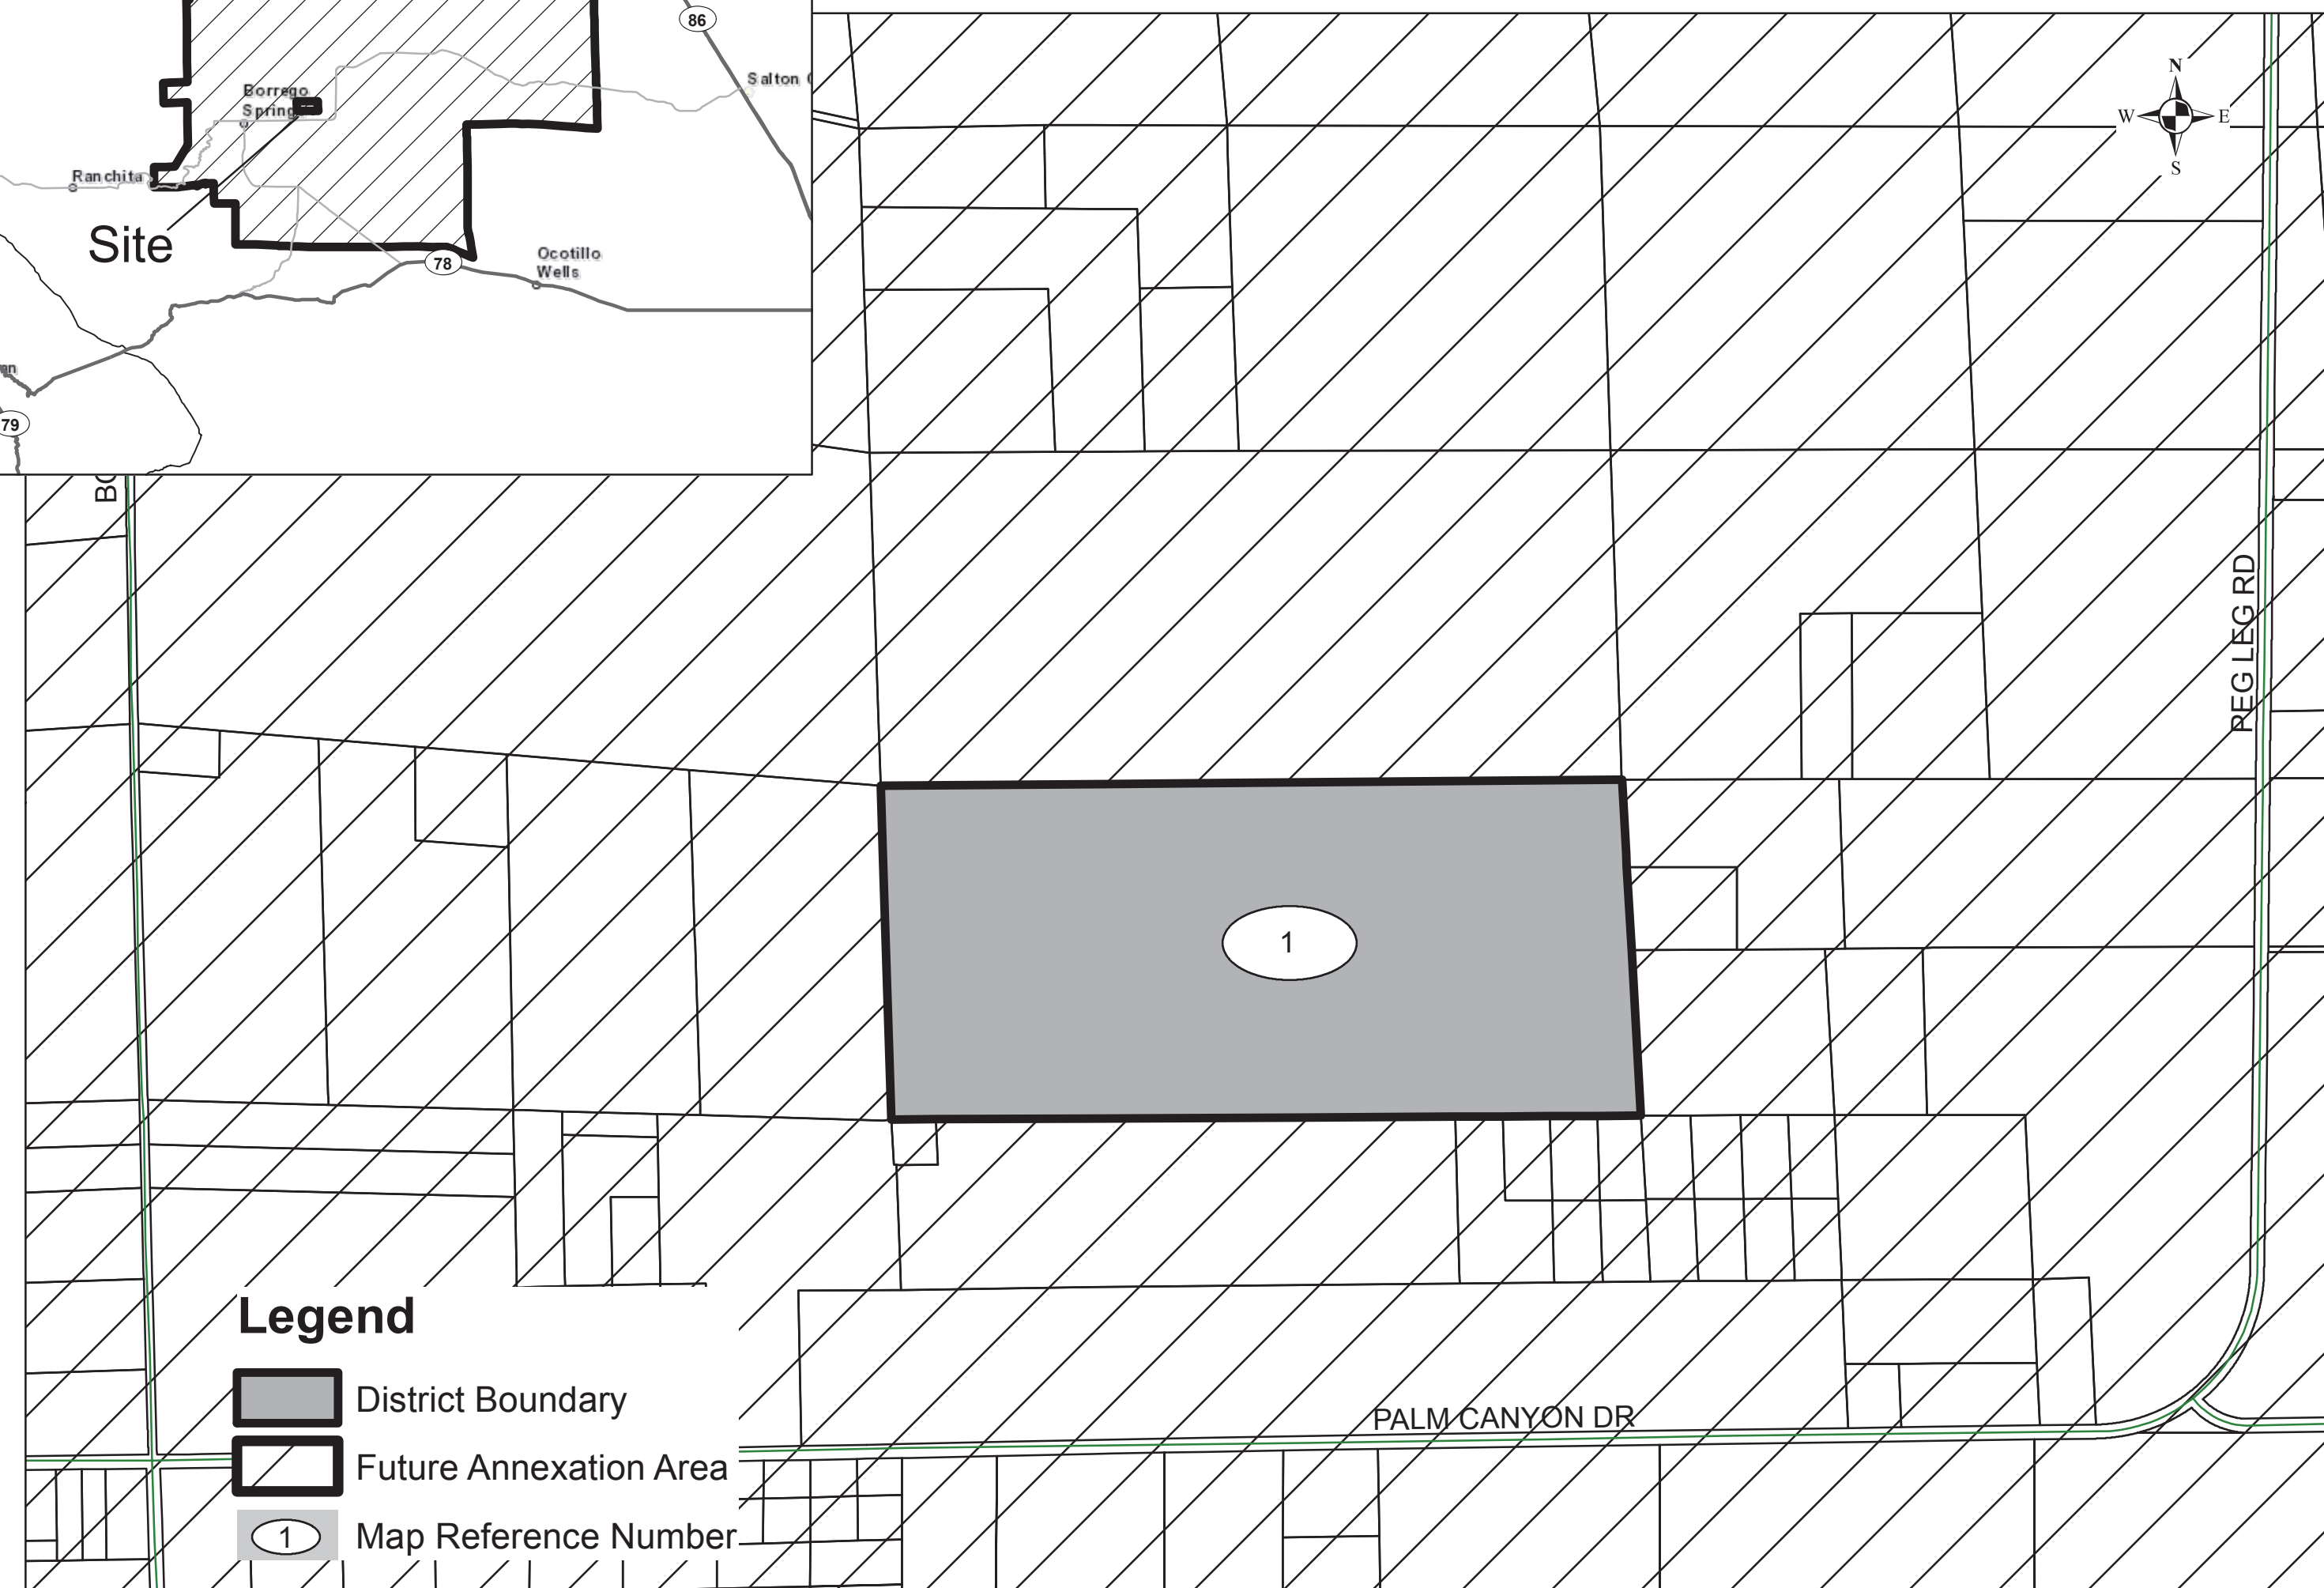 86
Salton
Borrego
Springs
Ranchita
Site
78
Ocotillo
Wells
79
N
W
E
S
PEG LEG RD
1
PALM CANYON DR
Legend
District Boundary
Future Annexation Area
1
Map Reference Number